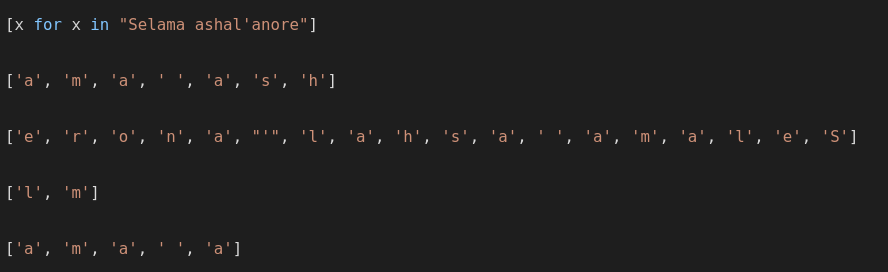 [x for x in "Selama ashal'anore"]
['a', 'm', 'a', ' ', 'a', 's', 'h']
['e', 'r', 'o', 'n', 'a', "'", 'l', 'a', 'h', 's', 'a', ' ', 'a', 'm', 'a', 'l', 'e', 'S']
['l', 'm']
['a', 'm', 'a', ' ', 'a']